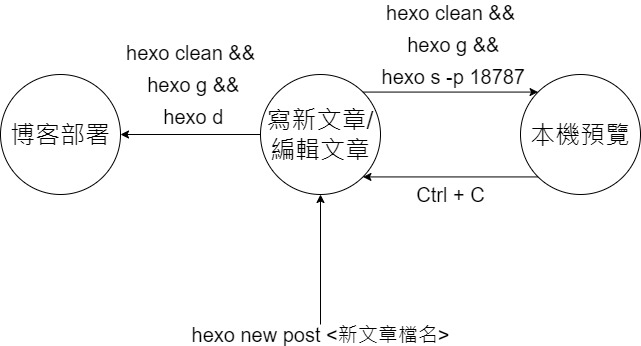 hexo clean &&
hexo g &&
hexo s -p 18787
hexo clean &&
hexo g &&
hexo d
博客部署
寫新文章/
編輯文章
本機預覽
Ctrl + C
hexo new post <新文章檔名>